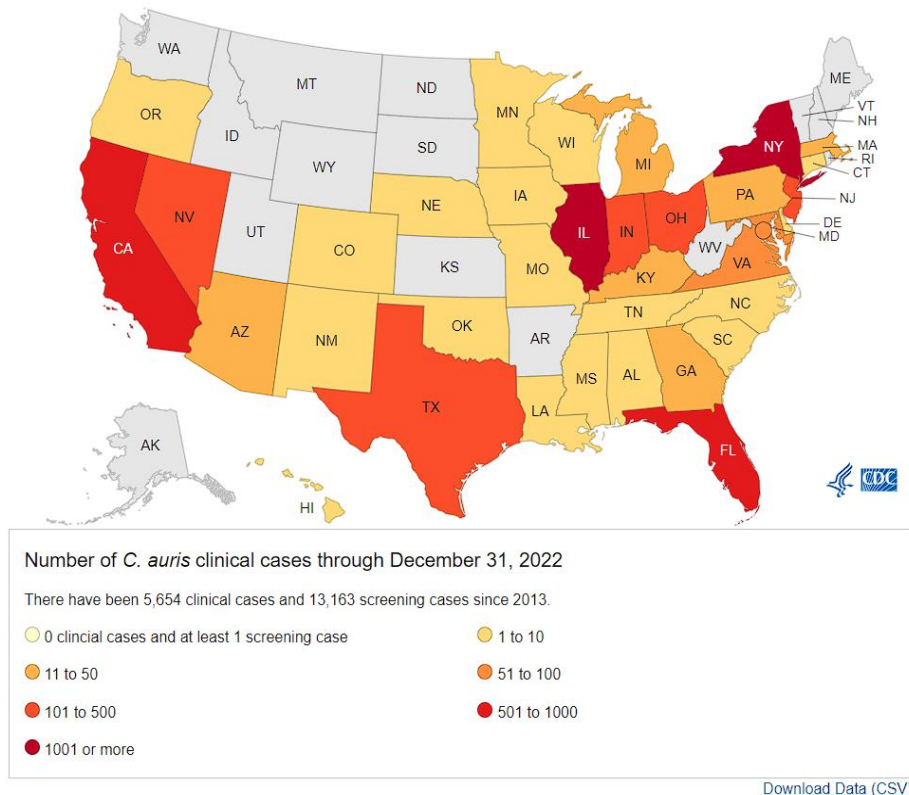 WA
MT
ND
ME
OR
MN
VT
NH
ID
SD
WI
NY
MA
WY
MI
RI
CT
NV
NE
IA
PA
NJ
UT
IL
IN
OH
DE
MD
CA
CO
WV
KS
MO
KY
VA
AZ
NM
OK
TN
NC
AR
SC
MS
AL
GA
TX
LA
AK
FL
HI
CDC
Number of C. auris clinical cases through December 31, 2022
There have been 5,654 clinical cases and 13,163 screening cases since 2013.
0 clincial cases and at least 1 screening case
1 to 10
11 to 50
51 to 100
101 to 500
501 to 1000
1001 or more
Download Data (CSV